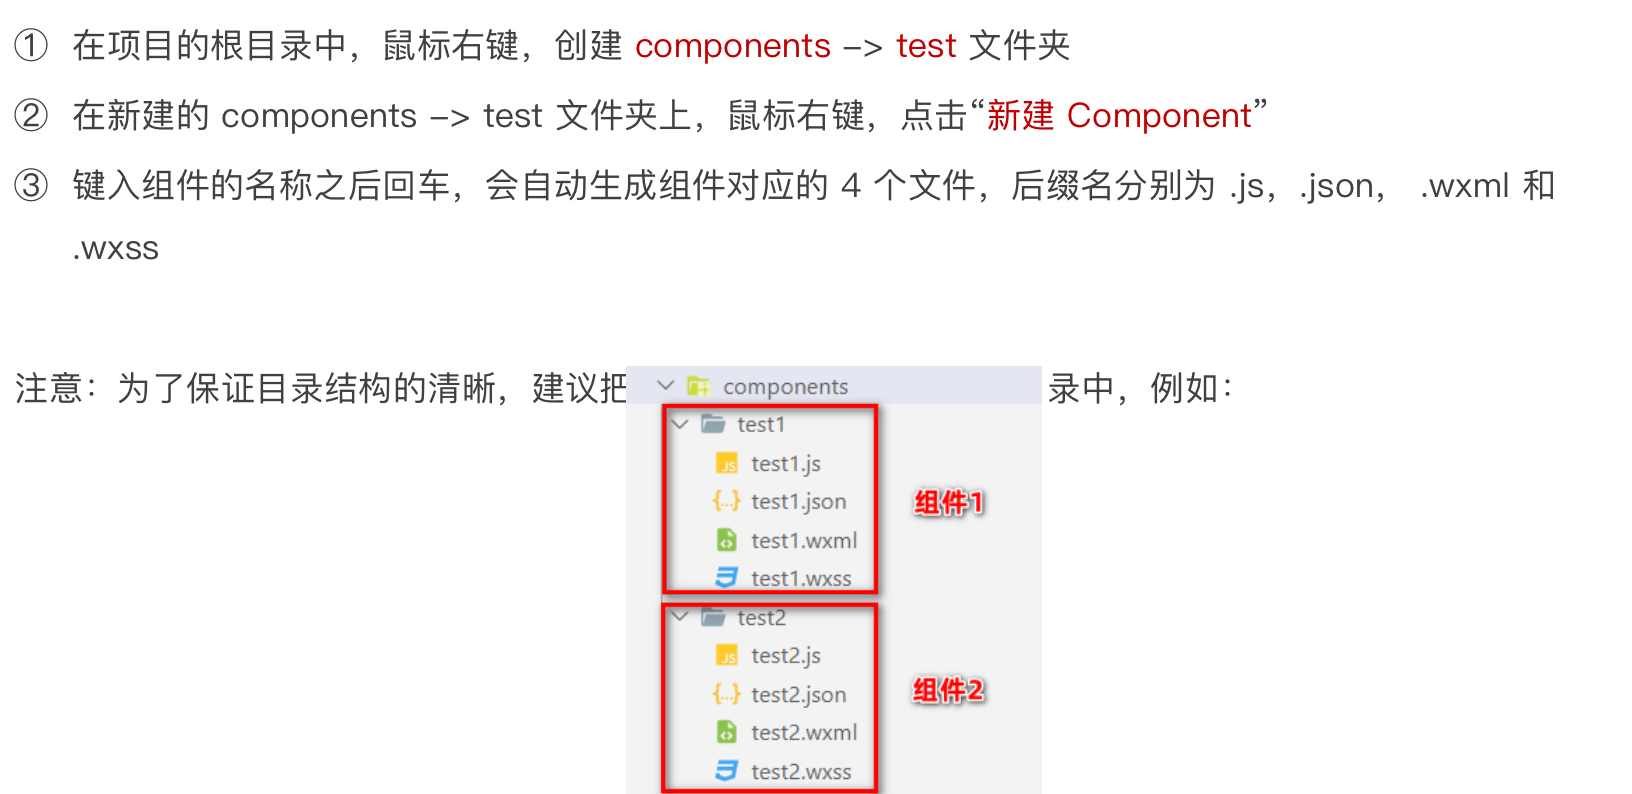 ① 在项目的根目录中，鼠标右键，创建 components -> test 文件夹
② 在新建的 components -> test 文件夹上，鼠标右键，点击“新建 Component”
③ 键入组件的名称之后回车，会自动生成组件对应的 4 个文件，后缀名分别为 .js，.json， .wxml 和
.wxss
注意：为了保证目录结构的清晰，建议把 录中，例如：
components
test1
test1.js
test1.json
组件1
test1.wxml
test1.wxss
test2
test2.js
test2.json
组件2
test2.wxml
test2.wxss